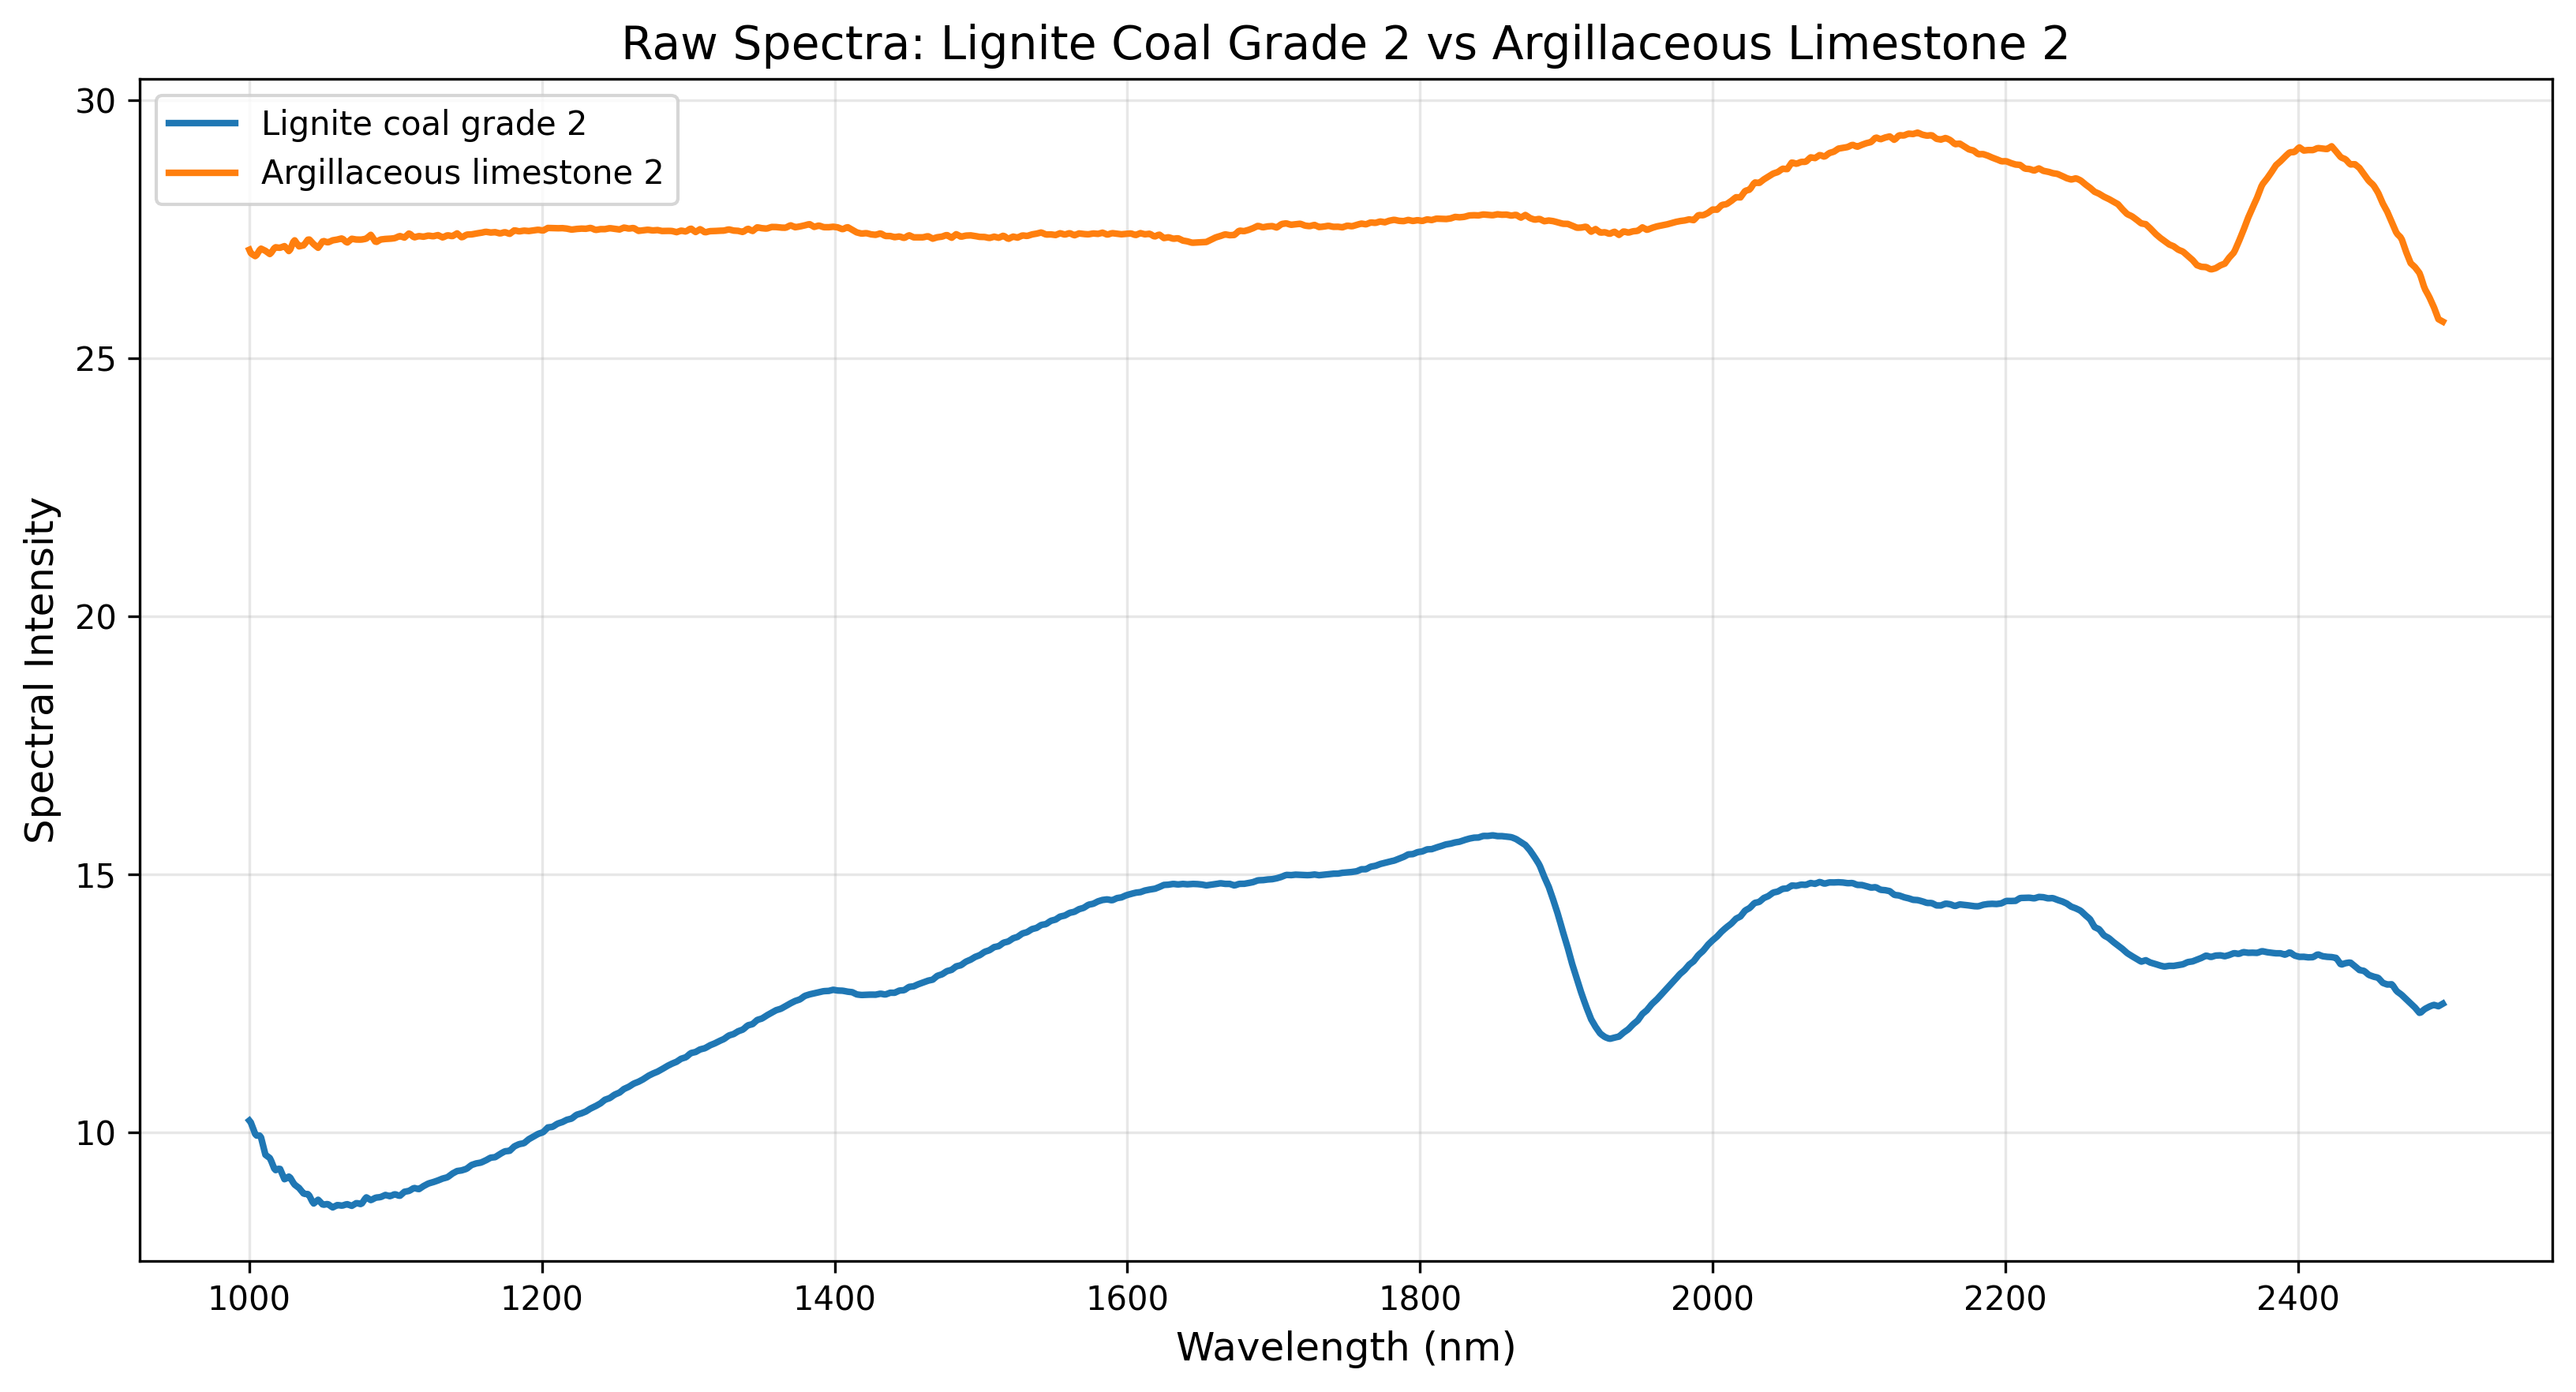 Raw Spectra: Lignite Coal Grade 2 vs Argillaceous Limestone 2
Lignite coal grade 2
Argillaceous limestone 2
Spectral Intensity
30
25
20
15
10
1000 1200 1400 1600 1800 2000 2200 2400
Wavelength (nm)